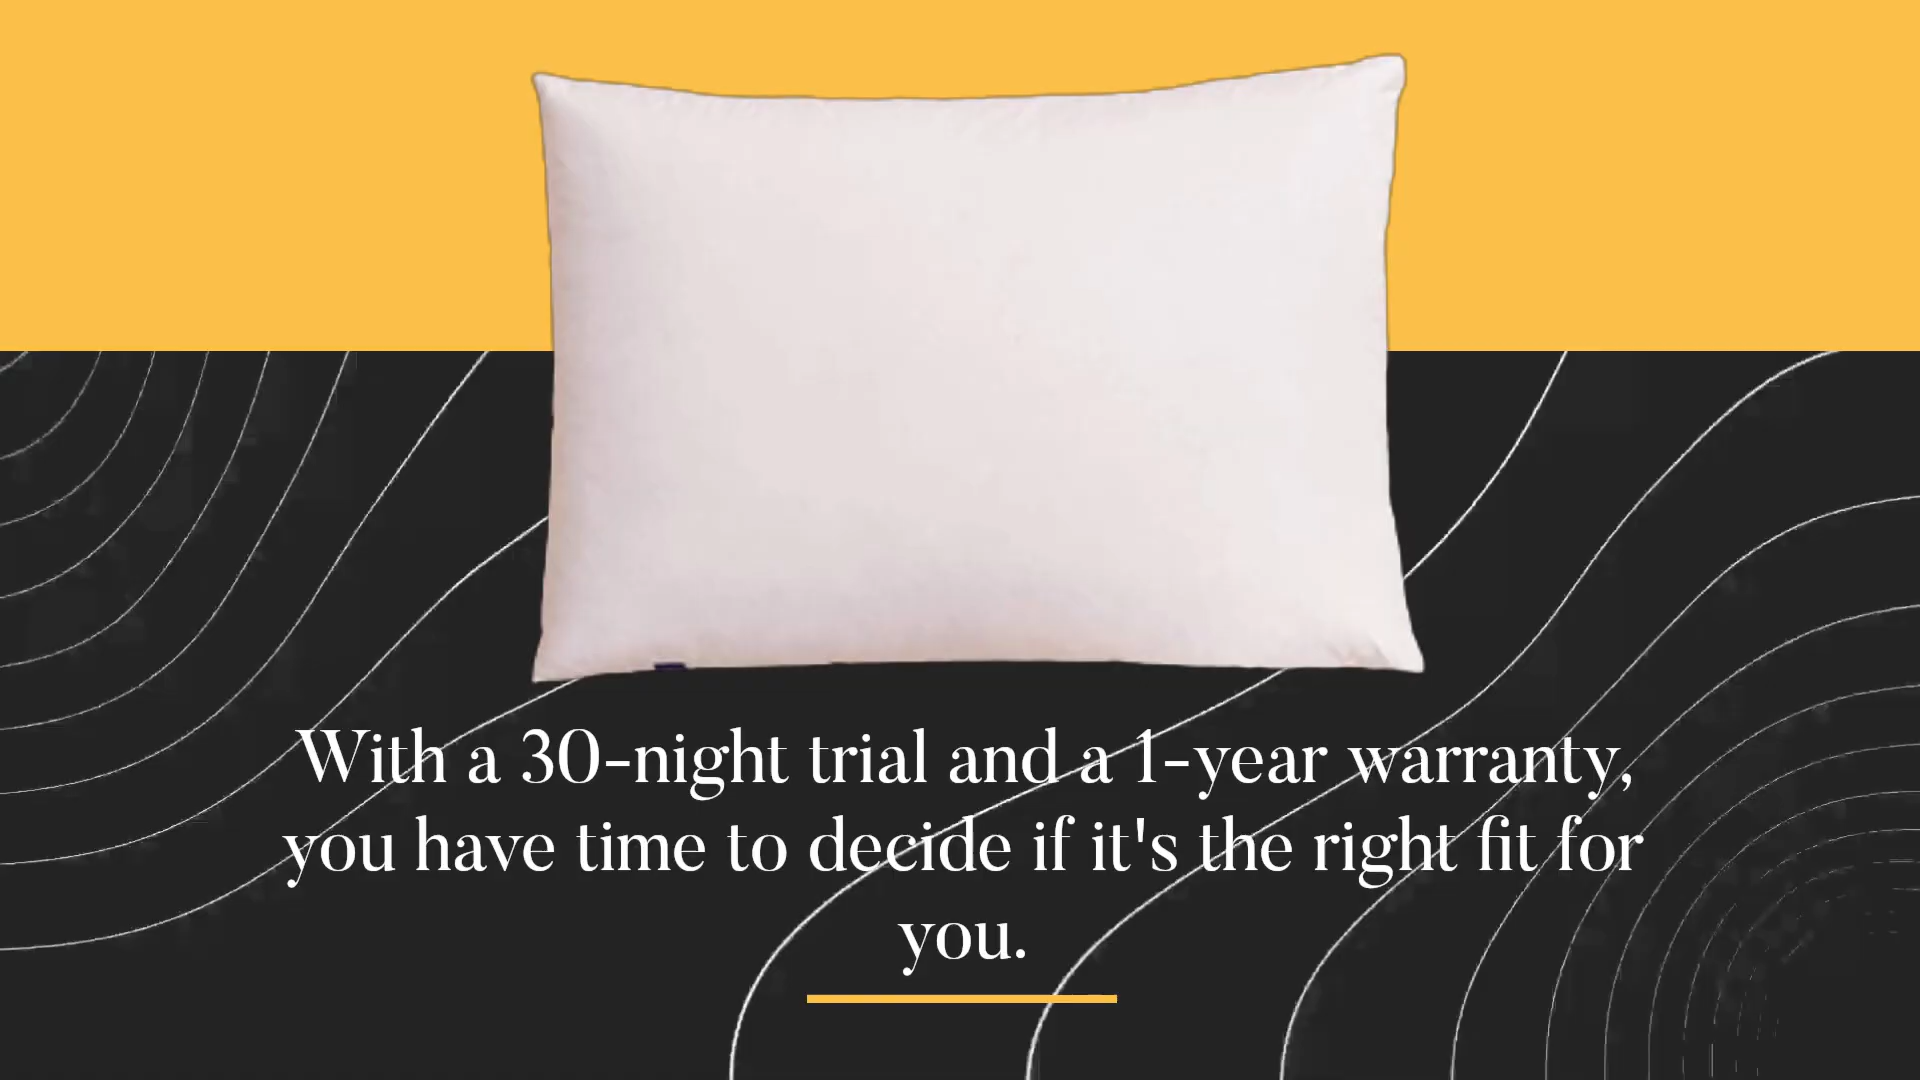 With a 30-night trial and a 1-year warranty,
you have time to decide if it's the right fit for
you.